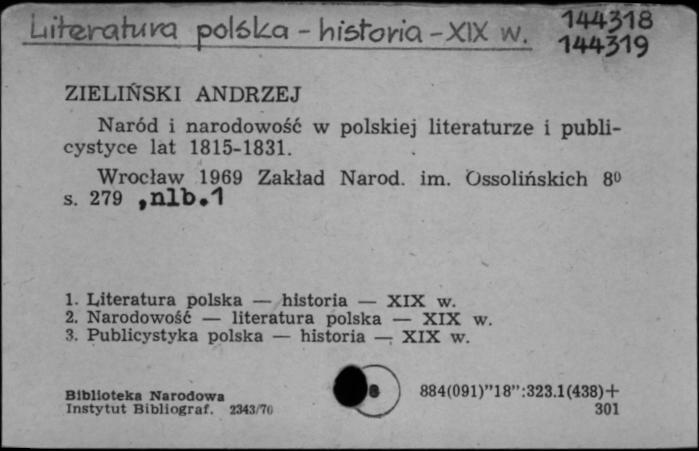 Literatura polska - historia - XIX w.
144318
144319
ZIELIŃSKI ANDRZEJ
Naród i narodowość w polskiej literaturze i publi-
cystyce lat 1815-1831.
Wrocław 1969 Zakład Narod. im. Ossolińskich 8⁰
s. 279 ,nlb.1
1. Literatura polska — historia — XIX w.
2. Narodowość — literatura polska — XIX w.
3. Publicystyka polska — historia — XIX w.
Biblioteka Narodowa
Instytut Bibliograf. 2343/70
884(091)"18":323.1(438)+
301